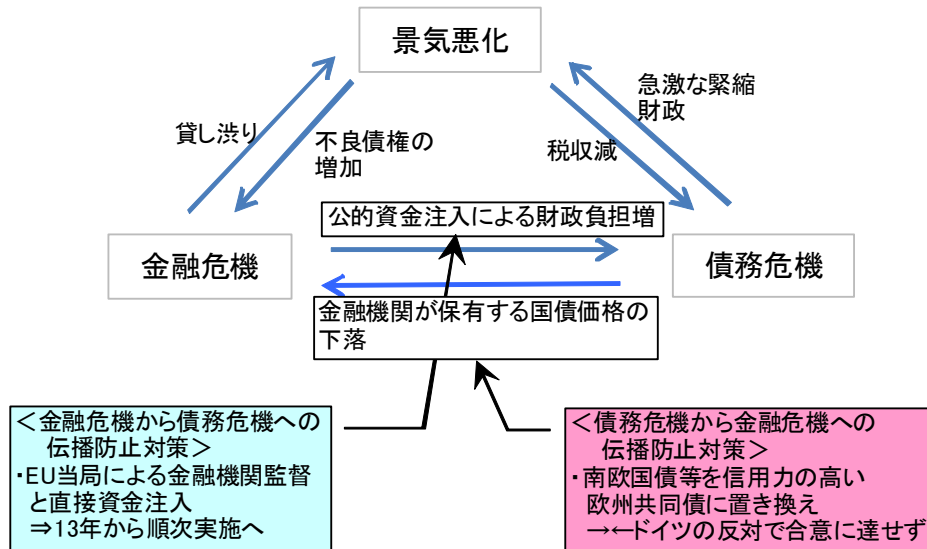 景気悪化
急激な緊縮
財政
貸し渋り
不良債権の
増加
税収減
公的資金注入による財政負担増
金融危機
債務危機
金融機関が保有する国債価格の
下落
＜金融危機から債務危機への
伝播防止対策＞
・EU当局による金融機関監督
と直接資金注入
⇒13年から順次実施へ
＜債務危機から金融危機への
伝播防止対策＞
・南欧国債等を信用力の高い
欧州共同債に置き換え
→←ドイツの反対で合意に達せず